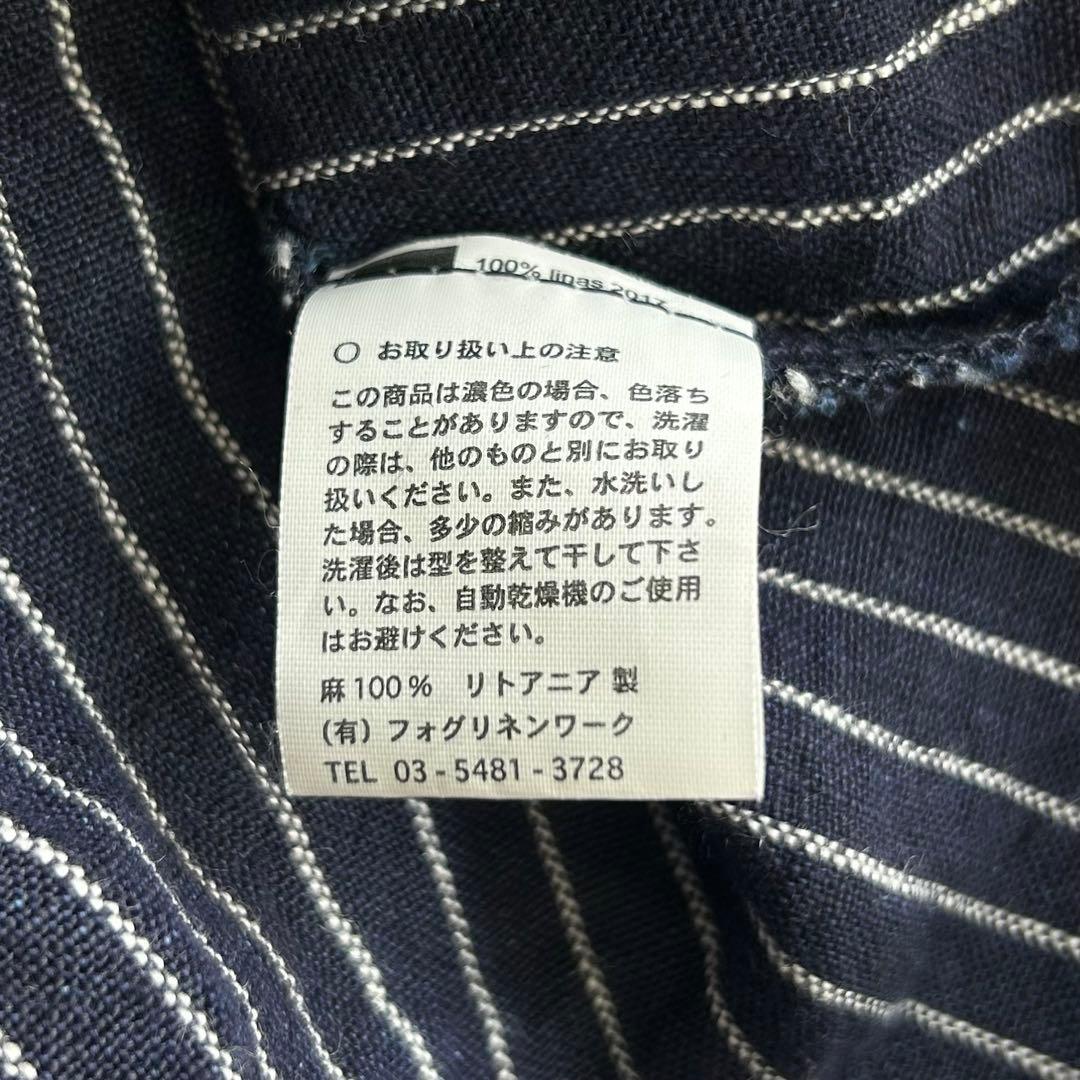 100% linas 2017
○ お取り扱い上の注意
この商品は濃色の場合、色落ち
することがありますので、洗濯
の際は、他のものと別にお取り
扱いください。また、水洗いし
た場合、多少の縮みがあります。
洗濯後は型を整えて干して下さ
い。なお、自動乾燥機のご使用
はお避けください。
麻100% リトアニア製
(有) フォグリネンワーク
TEL 03-5481-3728